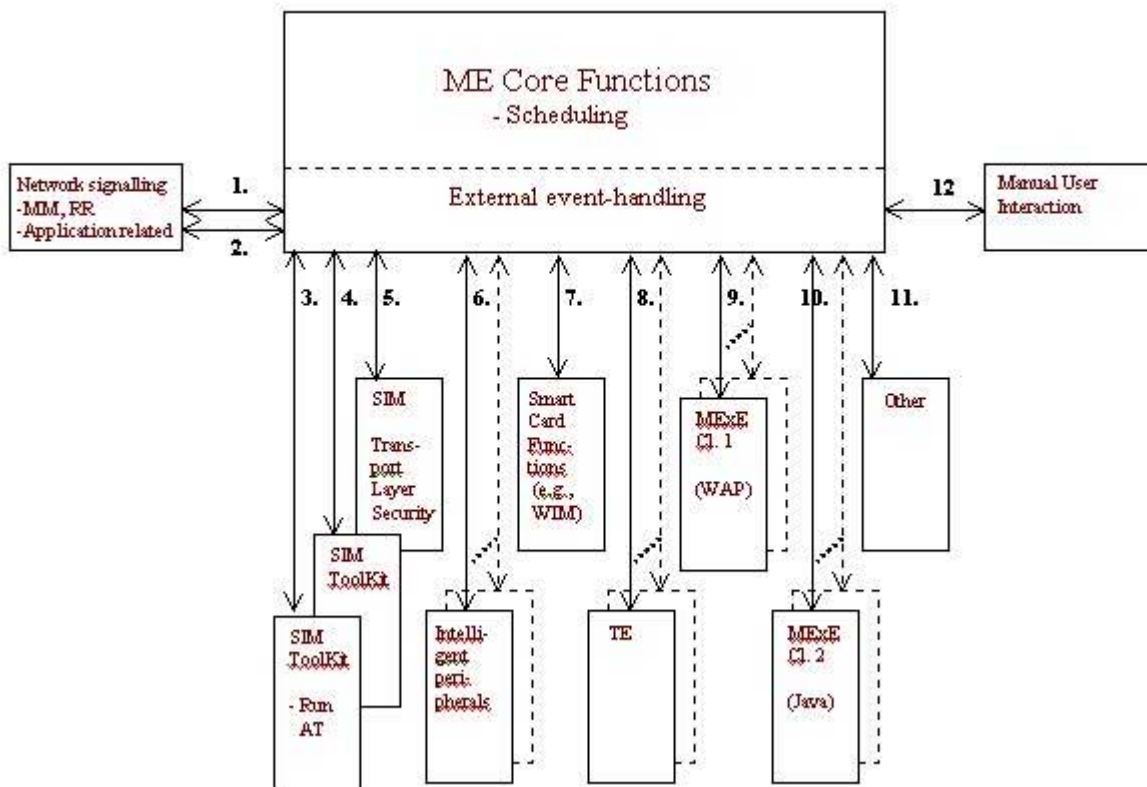 ME Core Functions
- Scheduling
External event-handling
Network signalling
-MM, RR
-Application related
1.
2.
12
Manual User
Interaction
3.
4.
5.
6.
7.
8.
9.
10.
11.
SIM
Trans-
port
Layer
Security
Smart
Card
Func-
tions
(e.g.,
WIM)
MExE
Cl. 1
(WAP)
Other
SIM
ToolKit
SIM
ToolKit
- Run
AT
Intelli-
gent
peri-
pherals
TE
MExE
Cl. 2
(Java)